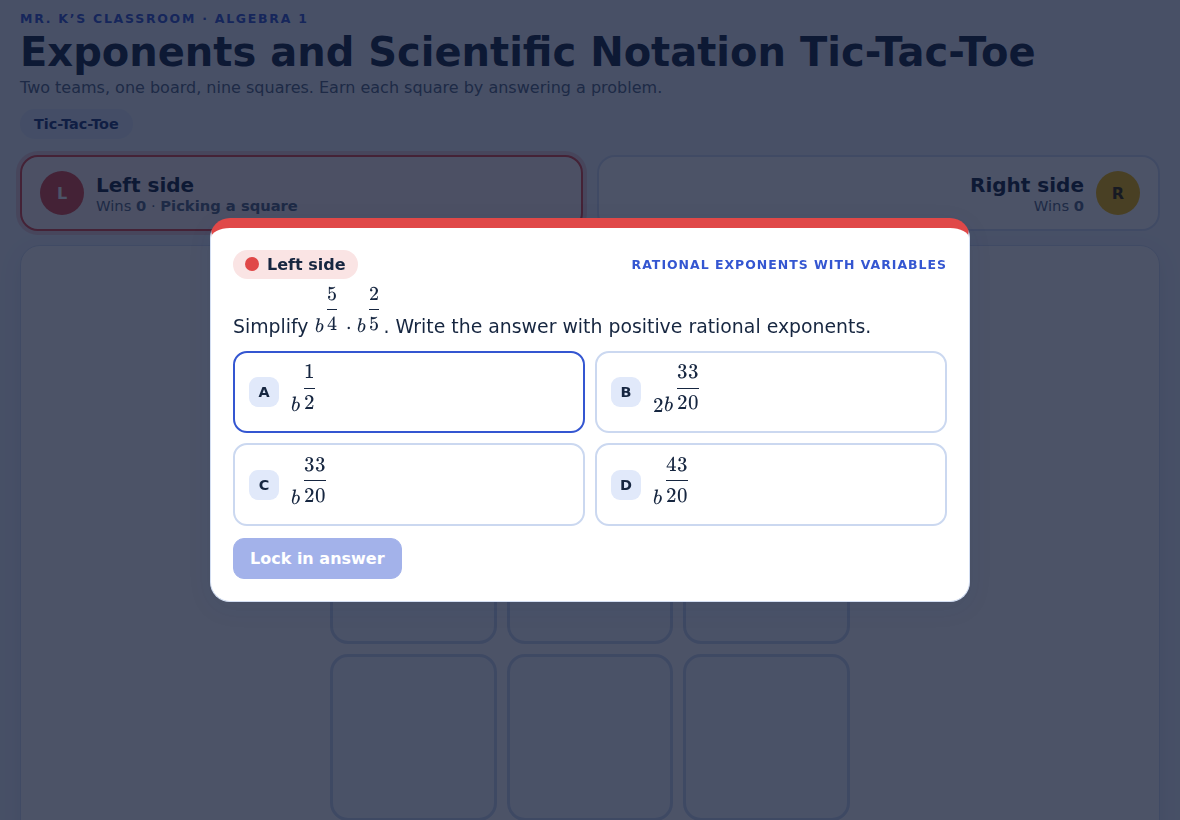 MR. K’S CLASSROOM · ALGEBRA 1
Exponents and Scientific Notation Tic-Tac-Toe
Two teams, one board, nine squares. Earn each square by answering a problem.
Tic-Tac-Toe
L Left side
Wins 0 · Picking a square
Right side R
Wins 0
Left side
RATIONAL EXPONENTS WITH VARIABLES
Simplify b^(5/4) · b^(2/5). Write the answer with positive rational exponents.
A b^(1/2)
B 2b^(33/20)
C b^(33/20)
D b^(43/20)
Lock in answer